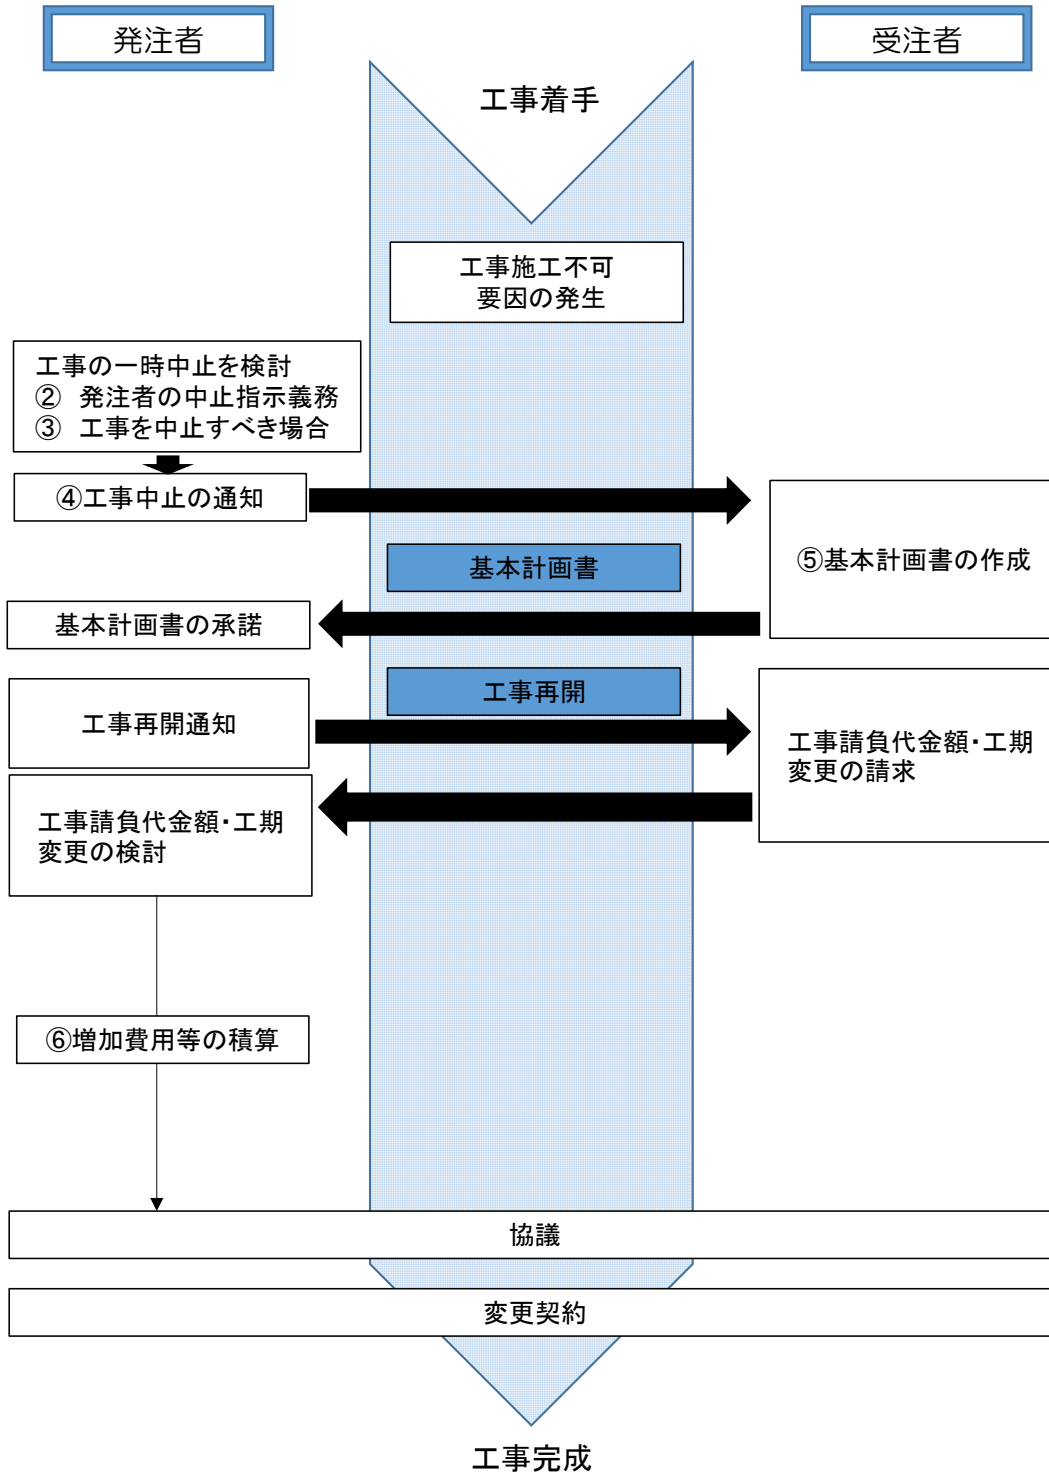 発注者
受注者
工事着手
工事施工不可
要因の発生
工事の一時中止を検討
② 発注者の中止指示義務
③ 工事を中止すべき場合
④工事中止の通知
⑤基本計画書の作成
基本計画書
基本計画書の承諾
工事再開
工事再開通知
工事請負代金額・工期
変更の請求
工事請負代金額・工期
変更の検討
⑥増加費用等の積算
協議
変更契約
工事完成